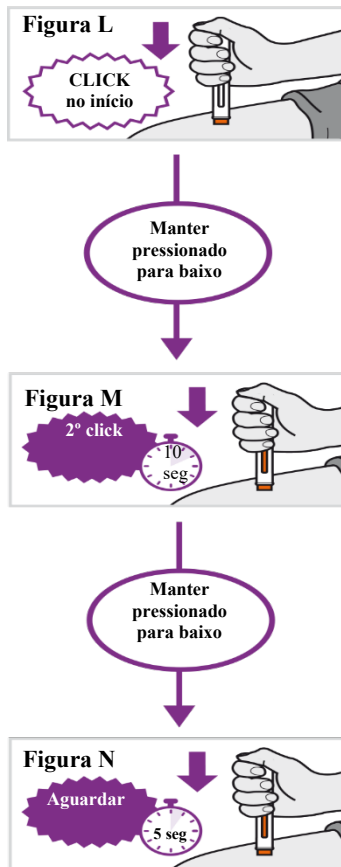 Figura L
CLICK
no início
Manter
pressionado
para baixo
Figura M
2º click
10
seg
Manter
pressionado
para baixo
Figura N
Aguardar
5 seg